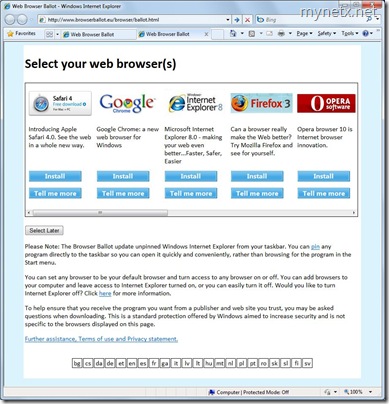 Web Browser Ballot - Windows Internet Explorer
mynetx.net
http://www.browserballot.eu/browser/ballot.html
Bing
Favorites
Web Browser Ballot
Web Browser Ballot
Page
Safety
Tools
Select your web browser(s)
Safari 4
Free download
Google
chrome
Windows
Internet
Explorer 8
Firefox 3
OPERA
software
Introducing Apple Safari 4.0. See the web in a whole new way.
Google Chrome: a new web browser for Windows
Microsoft Internet Explorer 8.0 - making your web even better...Faster, Safer, Easier
Can a browser really make the Web better? Try Mozilla Firefox and see for yourself.
Opera browser 10 is Internet browser innovation.
Install Install Install Install Install
Tell me more Tell me more Tell me more Tell me more Tell me more
Select Later
Please Note: The Browser Ballot update unpinned Windows Internet Explorer from your taskbar. You can pin any
program directly to the taskbar so you can open it quickly and conveniently, rather than browsing for the program in the
Start menu.
You can set any browser to be your default browser and turn access to any browser on or off. You can add browsers to
your computer and leave access to Internet Explorer turned on, or you can easily turn it off. Would you like to turn
Internet Explorer off? Click here for more information.
To help ensure that you receive the program you want from a publisher and web site you trust, you may be asked
questions when downloading. This is a standard protection offered by Windows aimed to increase security and is not
specific to the browsers displayed on this page.
Further assistance, Terms of use and Privacy statement.
bg cs da de en et es fr ga it lv lt hu mt nl pl pt ro sk sl fi sv
Computer | Protected Mode: Off
100%